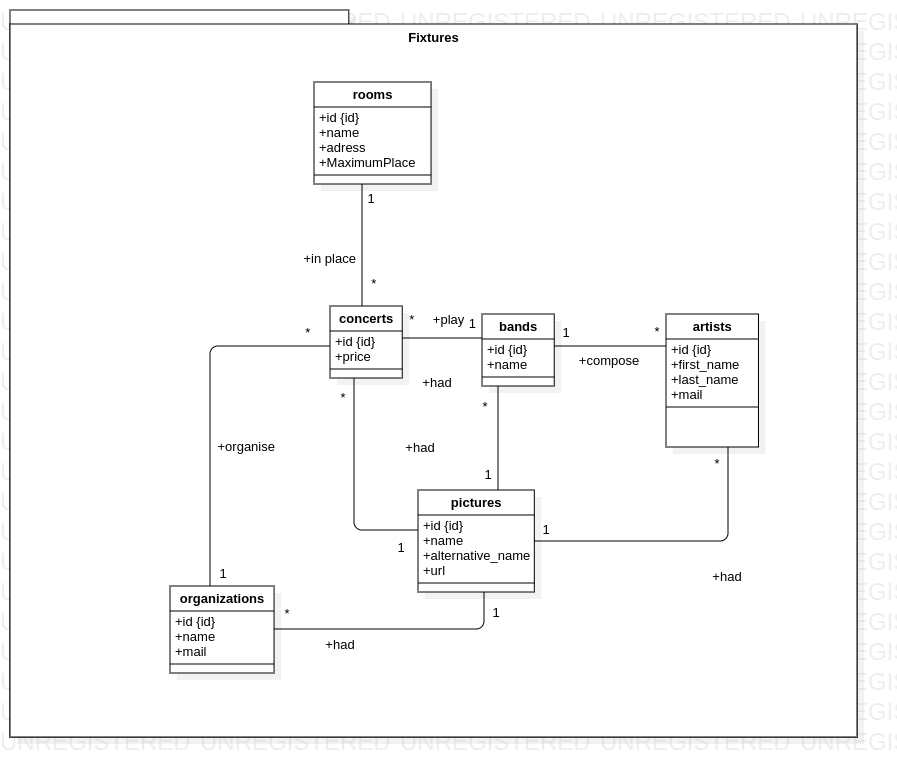 Fixtures
rooms
+id {id}
+name
+adress
+MaximumPlace
1
+in place
*
concerts
+id {id}
+price
*
+play
1
bands
+id {id}
+name
1
*
+compose
artists
+id {id}
+first_name
+last_name
+mail
*
+organise
1
*
+had
+had
1
*
1
pictures
+id {id}
+name
+alternative_name
+url
1
*
+had
organizations
+id {id}
+name
+mail
*
+had
1
UNREGISTERED UNREGISTERED UNREGISTERED UNREGISTERED